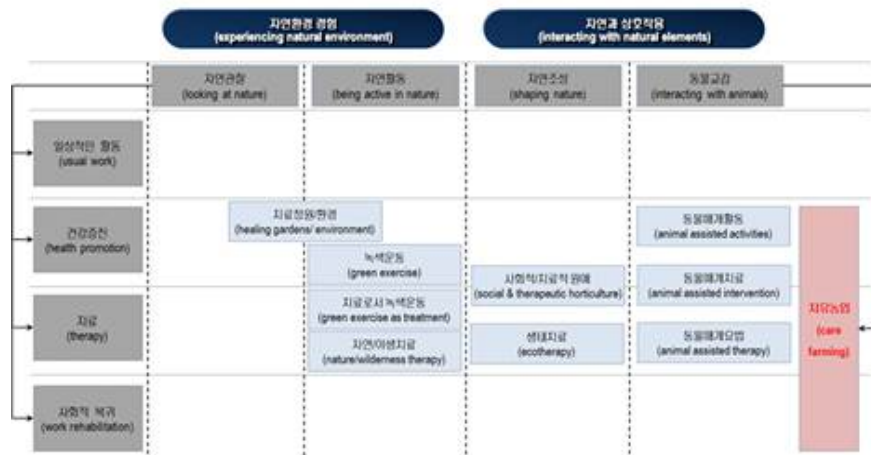 자연환경 경험
(experiencing natural environment)
자연과 상호작용
(interacting with natural elements)
자연관찰
(looking at nature)
자연활동
(being active in nature)
자연조성
(shaping nature)
동물교감
(interacting with animals)
일상적인 활동
(usual work)
건강증진
(health promotion)
치료정원/환경
(healing gardens/ environment)
동물매개활동
(animal assisted activities)
녹색운동
(green exercise)
사회적/치료적 원예
(social & therapeutic horticulture)
동물매개치료
(animal assisted intervention)
치료
(therapy)
치료로서 녹색운동
(green exercise as treatment)
치유농업
(care
farming)
자연/야생치료
(nature/wilderness therapy)
생태치료
(ecotherapy)
동물매개요법
(animal assisted therapy)
사회적 복귀
(work rehabilitation)